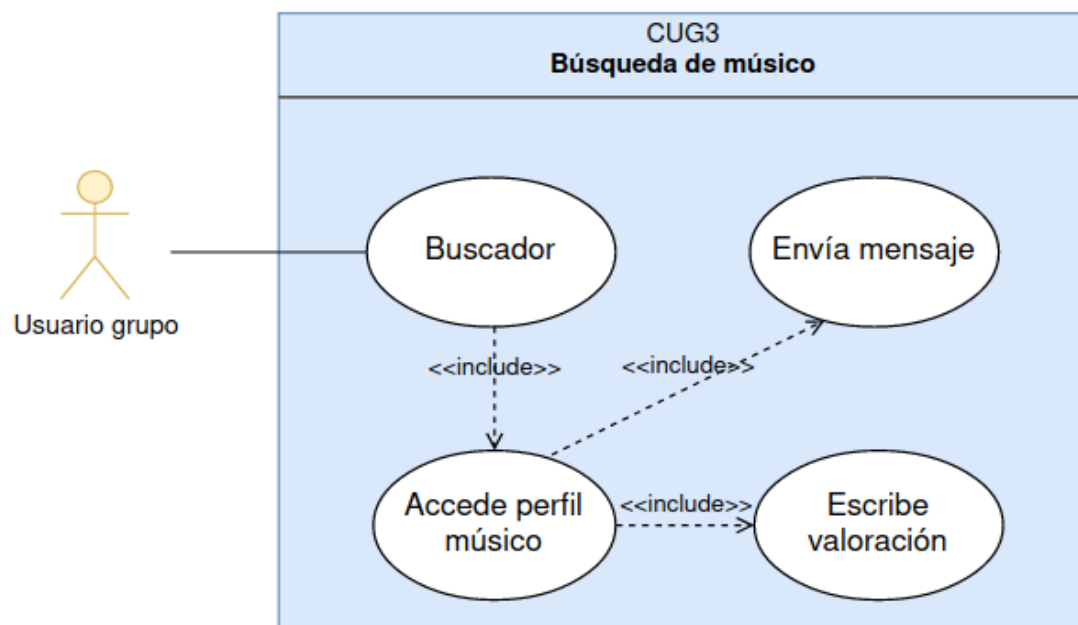 CUG3
Búsqueda de músico
Buscador
Envía mensaje
Usuario grupo
<<include>>
<<include>>
Accede perfil
músico
<<include>>
Escribe
valoración